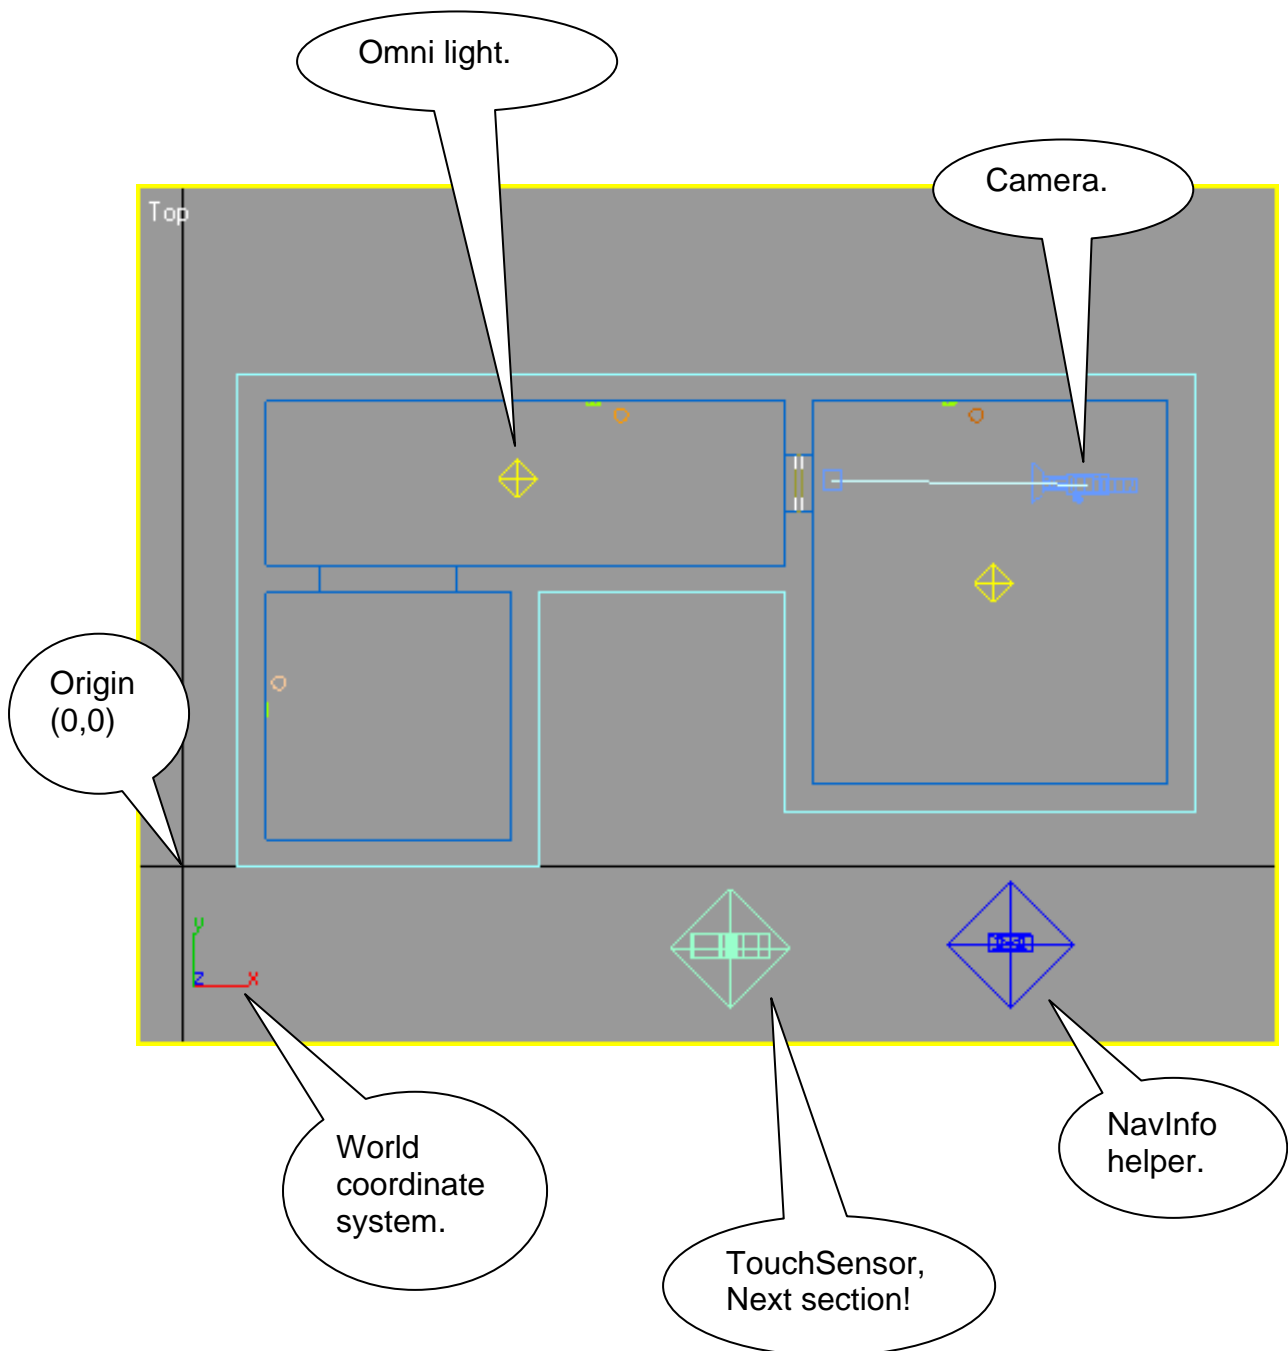 Omni light.
Camera.
Top
Origin
(0,0)
y
z
x
World
coordinate
system.
NavInfo
helper.
TouchSensor,
Next section!